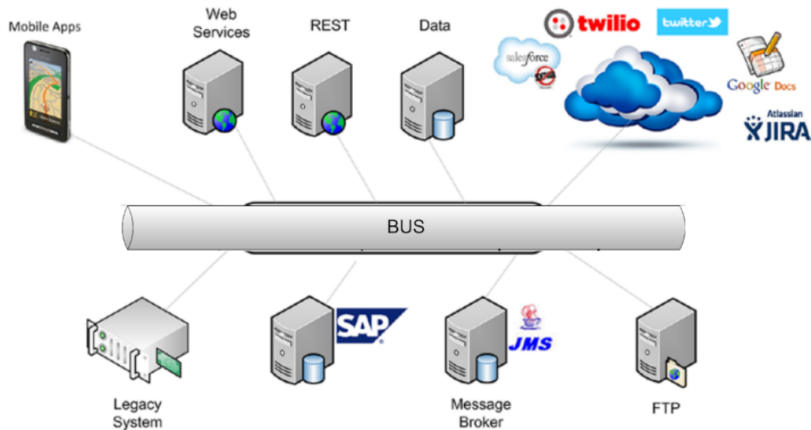 Mobile Apps
Web
Services
REST
Data
twilio
twitter
salesforce
Google Docs
Atlassian
JIRA
BUS
SAP
JMS
Legacy
System
Message
Broker
FTP